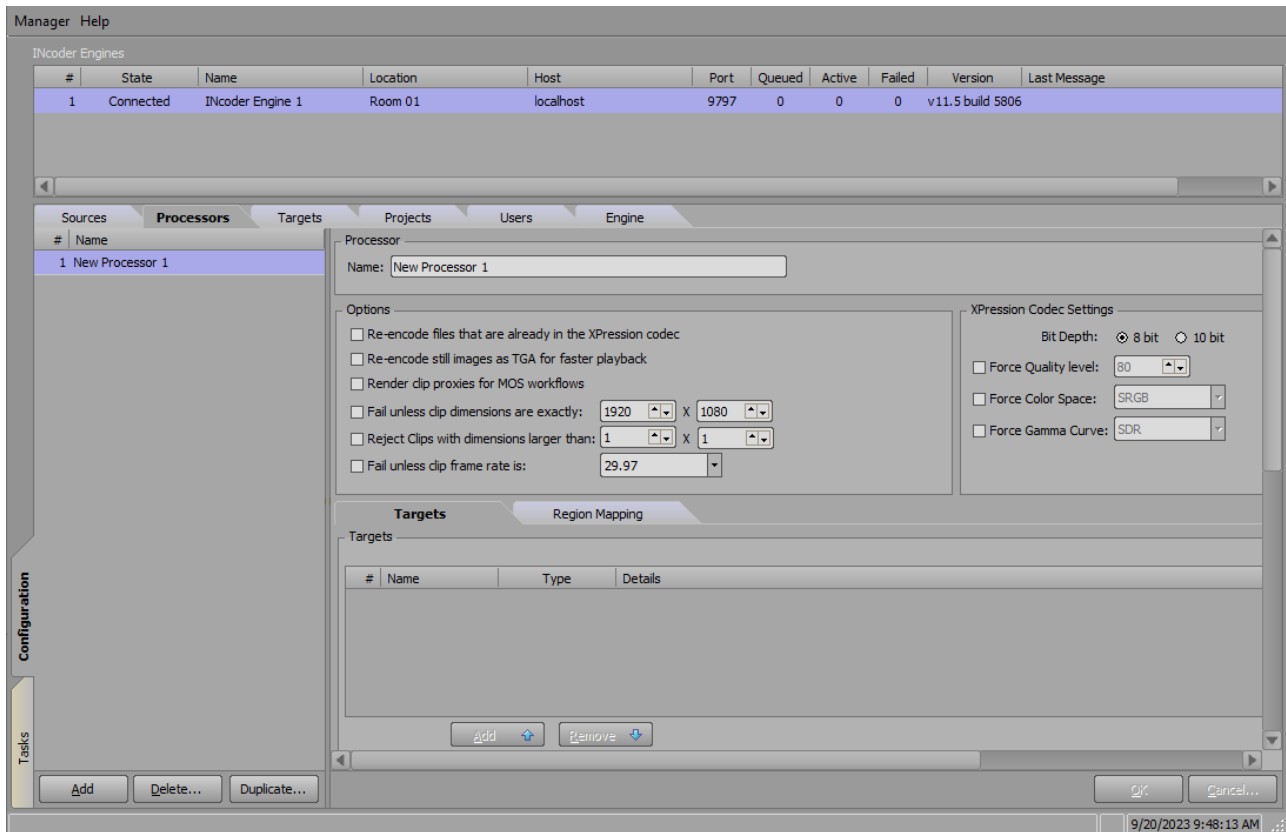 Manager Help
INcoder Engines
# State Name Location Host Port Queued Active Failed Version Last Message
1 Connected INcoder Engine 1 Room 01 localhost 9797 0 0 0 v11.5 build 5806
Sources Processors Targets Projects Users Engine
# Name
1 New Processor 1
Processor
Name: New Processor 1
Options
Re-encode files that are already in the XPression codec
Re-encode still images as TGA for faster playback
Render clip proxies for MOS workflows
Fail unless clip dimensions are exactly: 1920 X 1080
Reject Clips with dimensions larger than: 1 X 1
Fail unless clip frame rate is: 29.97
XPression Codec Settings
Bit Depth: 8 bit 10 bit
Force Quality level: 80
Force Color Space: SRGB
Force Gamma Curve: SDR
Targets Region Mapping
Targets
# Name Type Details
Add Remove
Configuration
Tasks
Add Delete... Duplicate...
OK Cancel...
9/20/2023 9:48:13 AM